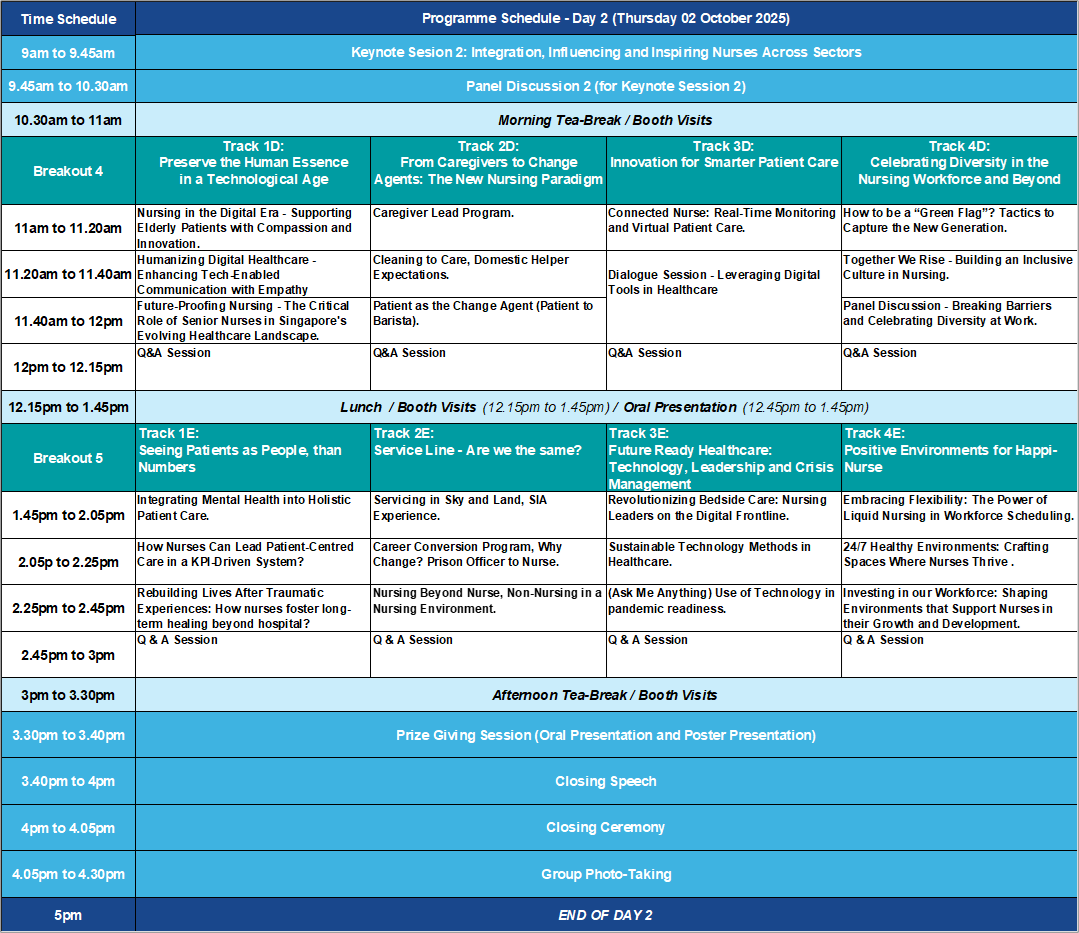 Time Schedule
Programme Schedule - Day 2 (Thursday 02 October 2025)
9am to 9.45am
Keynote Sesion 2: Integration, Influencing and Inspiring Nurses Across Sectors
9.45am to 10.30am
Panel Discussion 2 (for Keynote Session 2)
10.30am to 11am
Morning Tea-Break / Booth Visits
Breakout 4
Track 1D:
Preserve the Human Essence
in a Technological Age
Track 2D:
From Caregivers to Change
Agents: The New Nursing Paradigm
Track 3D:
Innovation for Smarter Patient Care
Track 4D:
Celebrating Diversity in the
Nursing Workforce and Beyond
11am to 11.20am
Nursing in the Digital Era - Supporting
Elderly Patients with Compassion and
Innovation.
Caregiver Lead Program.
Connected Nurse: Real-Time Monitoring
and Virtual Patient Care.
How to be a “Green Flag”? Tactics to
Capture the New Generation.
11.20am to 11.40am
Humanizing Digital Healthcare -
Enhancing Tech-Enabled
Communication with Empathy
Cleaning to Care, Domestic Helper
Expectations.
Dialogue Session - Leveraging Digital
Tools in Healthcare
Together We Rise - Building an Inclusive
Culture in Nursing.
11.40am to 12pm
Future-Proofing Nursing - The Critical
Role of Senior Nurses in Singapore's
Evolving Healthcare Landscape.
Patient as the Change Agent (Patient to
Barista).
Panel Discussion - Breaking Barriers
and Celebrating Diversity at Work.
12pm to 12.15pm
Q&A Session
Q&A Session
Q&A Session
Q&A Session
12.15pm to 1.45pm
Lunch / Booth Visits (12.15pm to 1.45pm) / Oral Presentation (12.45pm to 1.45pm)
Breakout 5
Track 1E:
Seeing Patients as People, than
Numbers
Track 2E:
Service Line - Are we the same?
Track 3E:
Future Ready Healthcare:
Technology, Leadership and Crisis
Management
Track 4E:
Positive Environments for Happi-
Nurse
1.45pm to 2.05pm
Integrating Mental Health into Holistic
Patient Care.
Servicing in Sky and Land, SIA
Experience.
Revolutionizing Bedside Care: Nursing
Leaders on the Digital Frontline.
Embracing Flexibility: The Power of
Liquid Nursing in Workforce Scheduling.
2.05p to 2.25pm
How Nurses Can Lead Patient-Centred
Care in a KPI-Driven System?
Career Conversion Program, Why
Change? Prison Officer to Nurse.
Sustainable Technology Methods in
Healthcare.
24/7 Healthy Environments: Crafting
Spaces Where Nurses Thrive .
2.25pm to 2.45pm
Rebuilding Lives After Traumatic
Experiences: How nurses foster long-
term healing beyond hospital?
Nursing Beyond Nurse, Non-Nursing in a
Nursing Environment.
(Ask Me Anything) Use of Technology in
pandemic readiness.
Investing in our Workforce: Shaping
Environments that Support Nurses in
their Growth and Development.
2.45pm to 3pm
Q & A Session
Q & A Session
Q & A Session
Q & A Session
3pm to 3.30pm
Afternoon Tea-Break / Booth Visits
3.30pm to 3.40pm
Prize Giving Session (Oral Presentation and Poster Presentation)
3.40pm to 4pm
Closing Speech
4pm to 4.05pm
Closing Ceremony
4.05pm to 4.30pm
Group Photo-Taking
5pm
END OF DAY 2